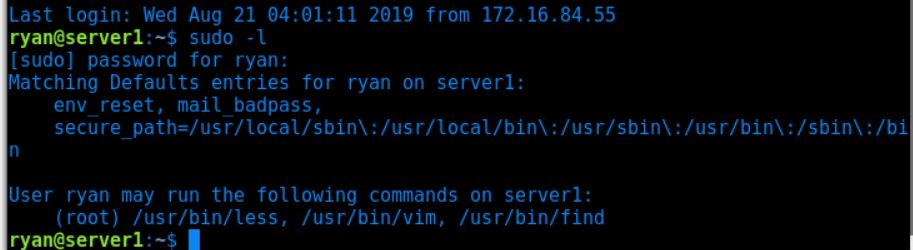 Last login: Wed Aug 21 04:01:11 2019 from 172.16.84.55
ryan@server1:~$ sudo -l
[sudo] password for ryan:
Matching Defaults entries for ryan on server1:
    env_reset, mail_badpass,
    secure_path=/usr/local/sbin\:/usr/local/bin\:/usr/sbin\:/usr/bin\:/sbin\:/bi
n
User ryan may run the following commands on server1:
    (root) /usr/bin/less, /usr/bin/vim, /usr/bin/find
ryan@server1:~$